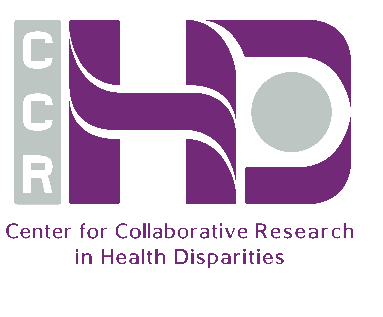 CCR
HD
Center for Collaborative Research
in Health Disparities